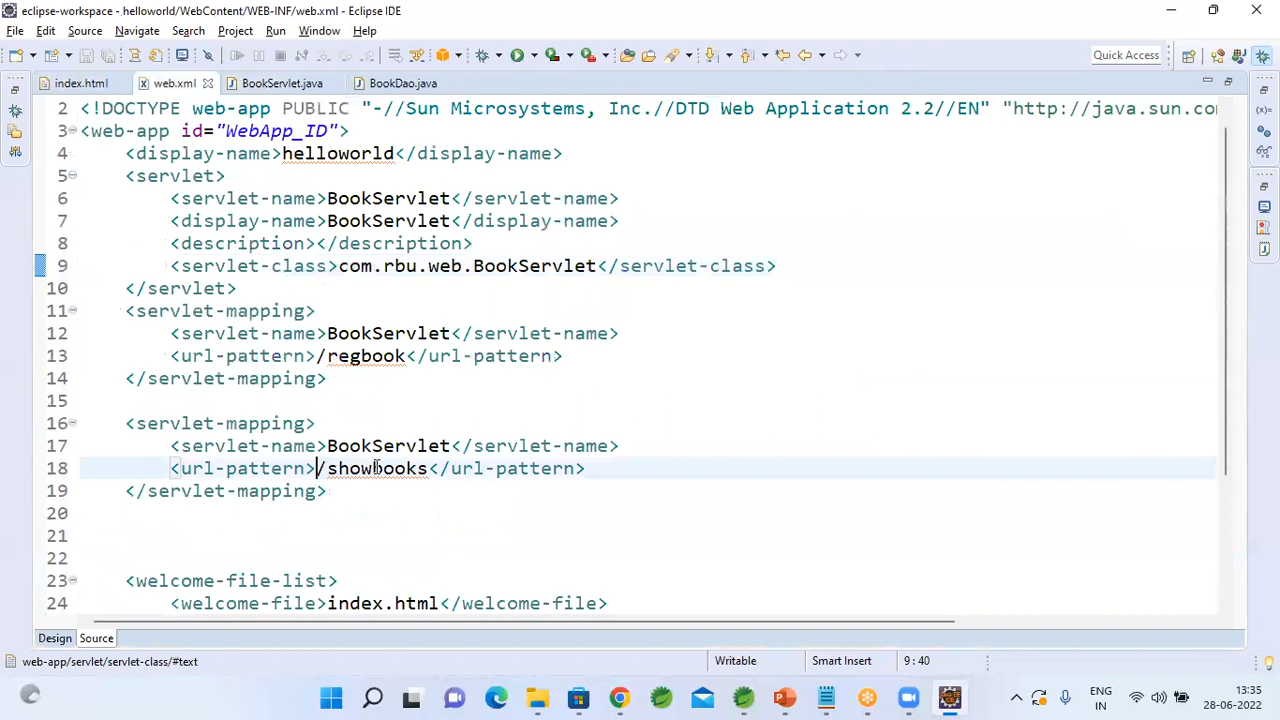 eclipse-workspace - helloworld/WebContent/WEB-INF/web.xml - Eclipse IDE
File Edit Source Navigate Search Project Run Window Help
Quick Access
index.html web.xml BookServlet.java BookDao.java
2 <!DOCTYPE web-app PUBLIC "-//Sun Microsystems, Inc.//DTD Web Application 2.2//EN" "http://java.sun.co
3 <web-app id="WebApp_ID">
4 <display-name>helloworld</display-name>
5 <servlet>
6 <servlet-name>BookServlet</servlet-name>
7 <display-name>BookServlet</display-name>
8 <description></description>
9 <servlet-class>com.rbu.web.BookServlet</servlet-class>
10 </servlet>
11 <servlet-mapping>
12 <servlet-name>BookServlet</servlet-name>
13 <url-pattern>/regbook</url-pattern>
14 </servlet-mapping>
15
16 <servlet-mapping>
17 <servlet-name>BookServlet</servlet-name>
18 <url-pattern>/showbooks</url-pattern>
19 </servlet-mapping>
20
21
22
23 <welcome-file-list>
24 <welcome-file>index.html</welcome-file>
Design Source
web-app/servlet/servlet-class/#text Writable Smart Insert 9 : 40
ENG 13:35
IN 28-06-2022